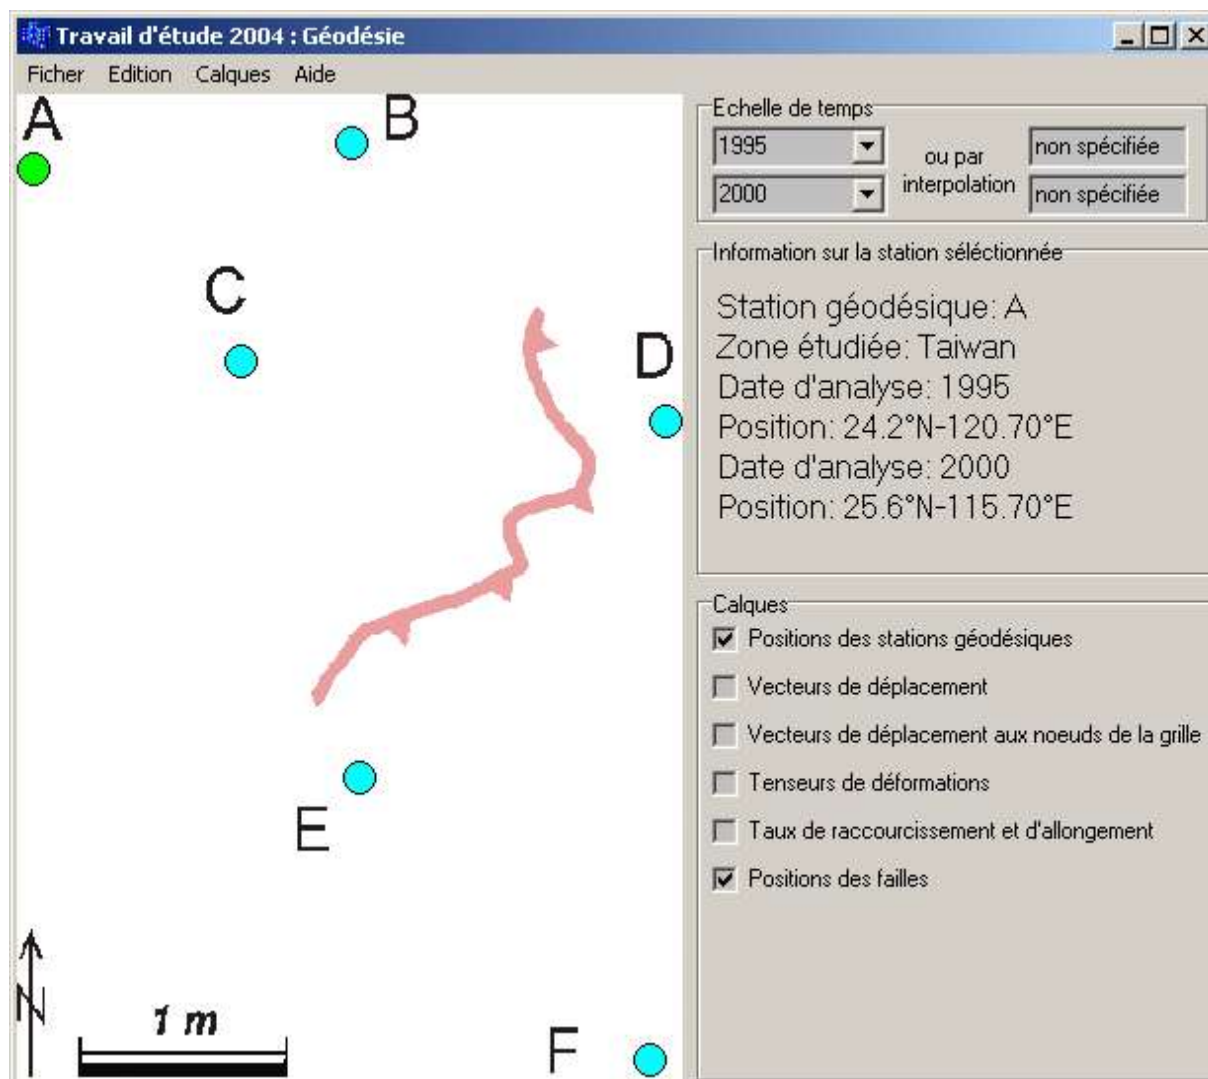 Travail d'étude 2004 : Géodésie
Ficher Edition Calques Aide
A
B
C
D
E
F
N
1 m
Echelle de temps
1995
2000
ou par
interpolation
non spécifiée
non spécifiée
Information sur la station séléctionnée
Station géodésique: A
Zone étudiée: Taiwan
Date d'analyse: 1995
Position: 24.2°N-120.70°E
Date d'analyse: 2000
Position: 25.6°N-115.70°E
Calques
Positions des stations géodésiques
Vecteurs de déplacement
Vecteurs de déplacement aux noeuds de la grille
Tenseurs de déformations
Taux de raccourcissement et d'allongement
Positions des failles